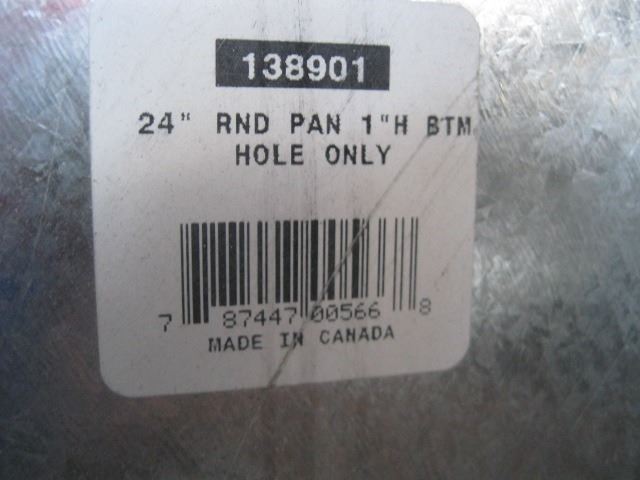 138901
24" RND PAN 1"H BTM.
HOLE ONLY
7 87447 00566 8
MADE IN CANADA